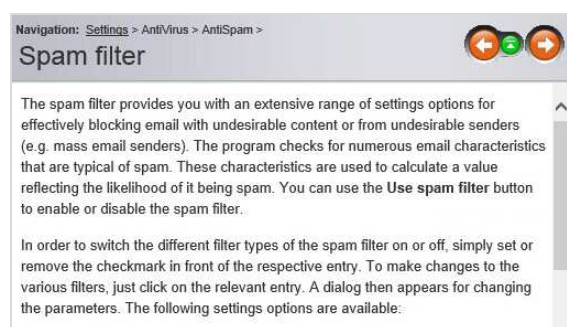 Navigation: Settings > AntiVirus > AntiSpam >
Spam filter
The spam filter provides you with an extensive range of settings options for
effectively blocking email with undesirable content or from undesirable senders
(e.g. mass email senders). The program checks for numerous email characteristics
that are typical of spam. These characteristics are used to calculate a value
reflecting the likelihood of it being spam. You can use the Use spam filter button
to enable or disable the spam filter.
In order to switch the different filter types of the spam filter on or off, simply set or
remove the checkmark in front of the respective entry. To make changes to the
various filters, just click on the relevant entry. A dialog then appears for changing
the parameters. The following settings options are available: